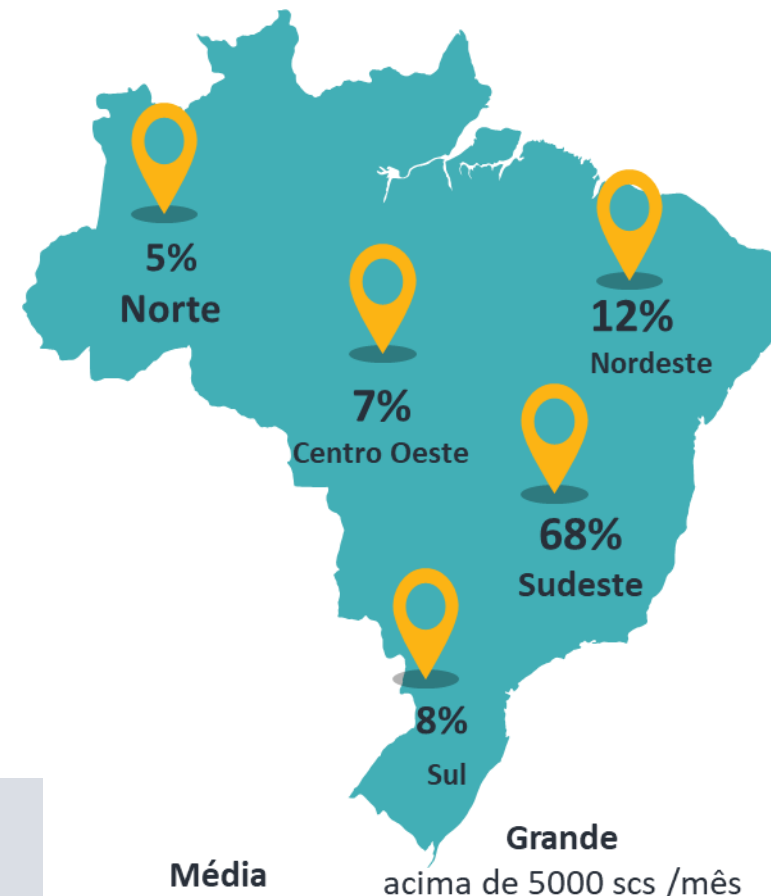 5%
Norte
12%
Nordeste
7%
Centro Oeste
68%
Sudeste
8%
Sul
Grande
Média
acima de 5000 scs /mês